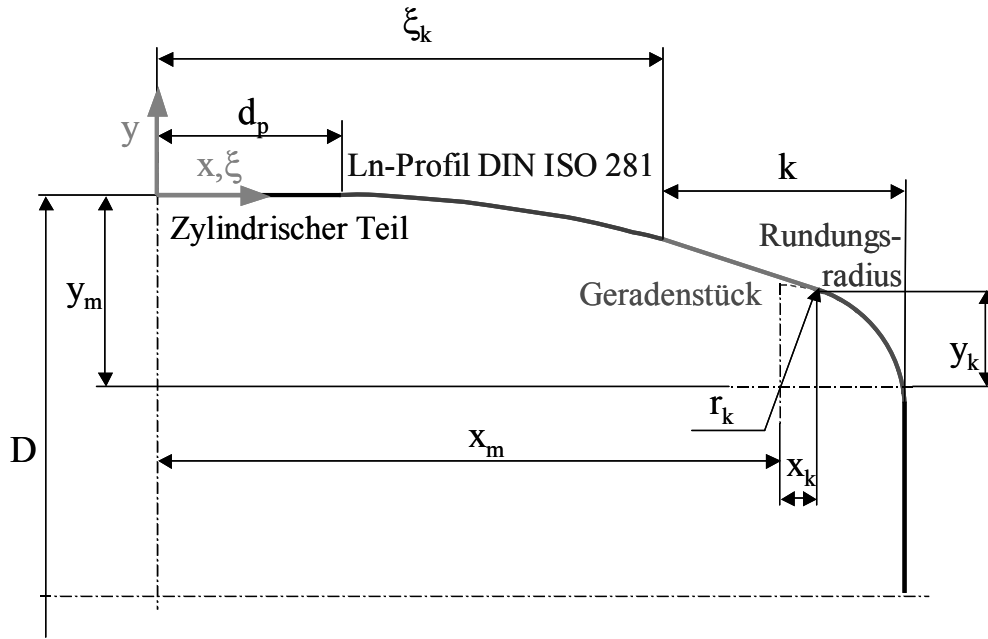 ξk
dp
y
x,ξ
Ln-Profil DIN ISO 281
k
Zylindrischer Teil
Rundungs-
radius
ym
Geradenstück
yk
rk
D
xm
xk